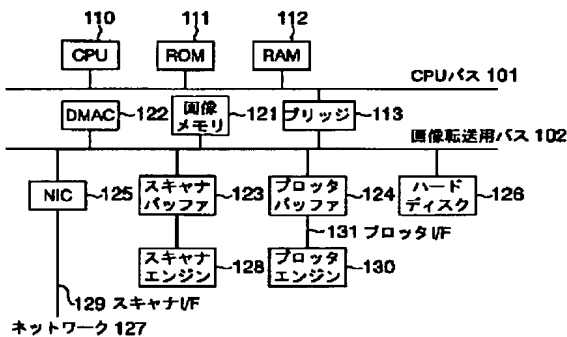 110 111 112
CPU ROM RAM
CPUバス 101
DMAC 122 画像メモリ 121 ブリッジ 113
画像転送用バス 102
NIC 125 スキャナバッファ 123 プロッタバッファ 124 ハードディスク 126
131 プロッタI/F
スキャナエンジン 128 プロッタエンジン 130
129 スキャナI/F
ネットワーク 127